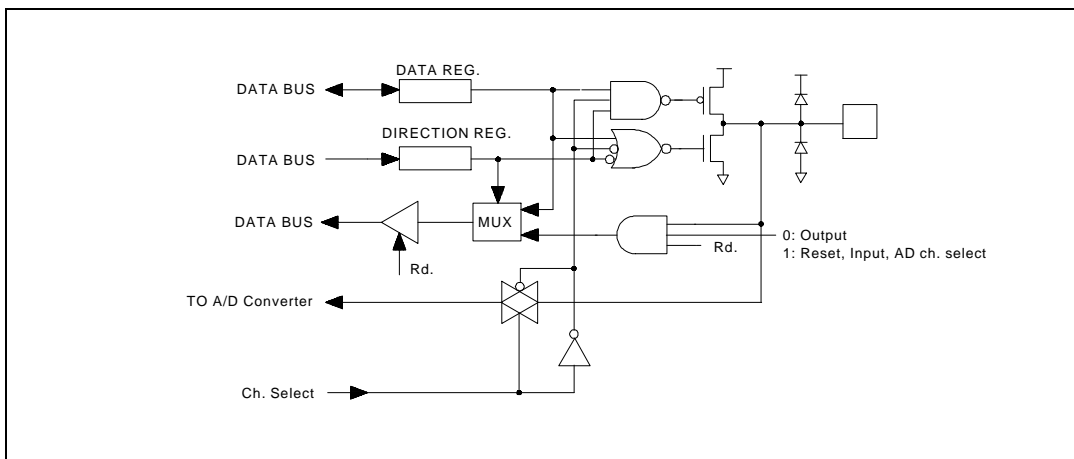 DATA REG.
DATA BUS
DIRECTION REG.
DATA BUS
DATA BUS
MUX
0: Output
Rd.
1: Reset, Input, AD ch. select
Rd.
TO A/D Converter
Ch. Select